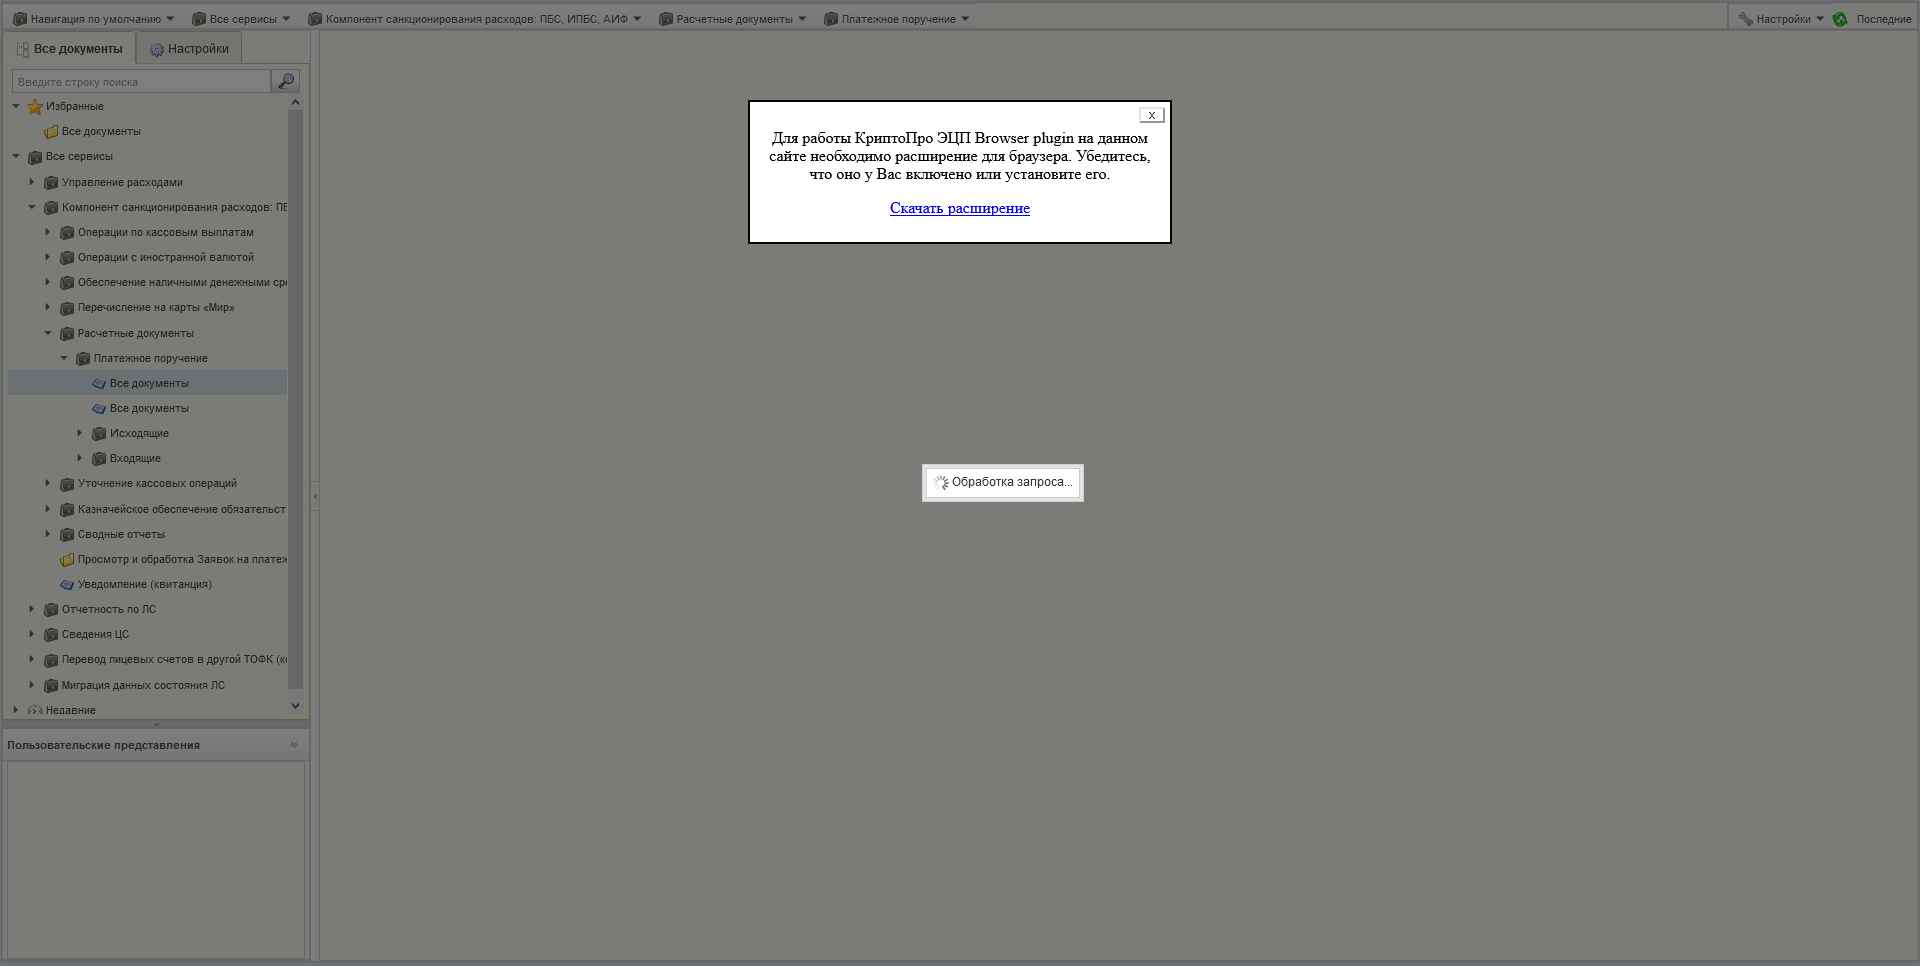 Навигация по умолчанию
Все сервисы
Компонент санкционирования расходов: ПБС, ИПБС, АИФ
Расчетные документы
Платежное поручение
Настройки
Последние
Все документы
Настройки
Введите строку поиска
Избранные
Все документы
Все сервисы
Управление расходами
Компонент санкционирования расходов: ПБ
Операции по кассовым выплатам
Операции с иностранной валютой
Обеспечение наличными денежными сре
Перечисление на карты «Мир»
Расчетные документы
Платежное поручение
Все документы
Все документы
Исходящие
Входящие
Уточнение кассовых операций
Казначейское обеспечение обязательст
Сводные отчеты
Просмотр и обработка Заявок на платеж
Уведомление (квитанция)
Отчетность по ЛС
Сведения ЦС
Перевод лицевых счетов в другой ТОФК (ко
Миграция данных состояния ЛС
Недавние
Пользовательские представления
x
Для работы КриптоПро ЭЦП Browser plugin на данном
сайте необходимо расширение для браузера. Убедитесь,
что оно у Вас включено или установите его.
Скачать расширение
Обработка запроса...